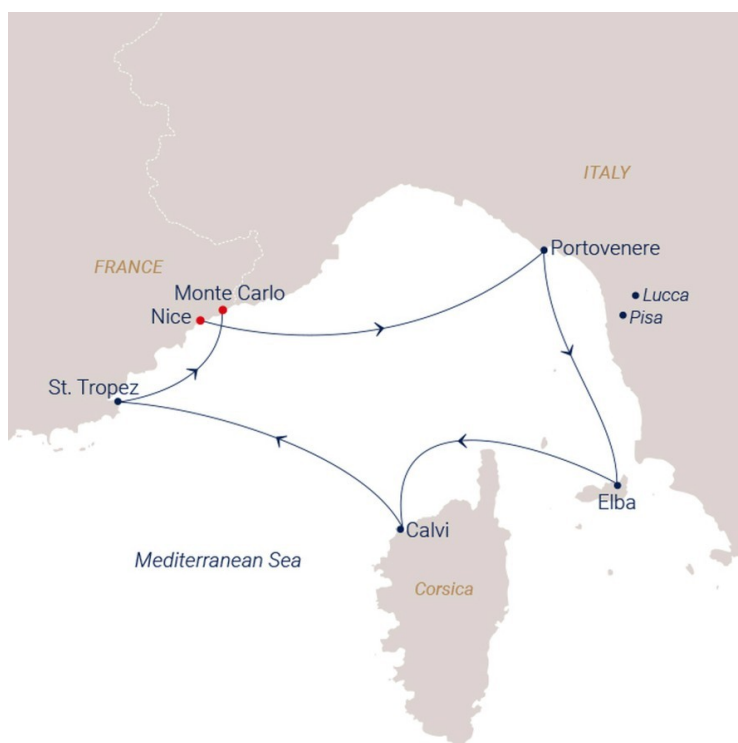 ITALY
Portovenere
FRANCE
Monte Carlo
Lucca
Nice
Pisa
St. Tropez
Elba
Calvi
Mediterranean Sea
Corsica